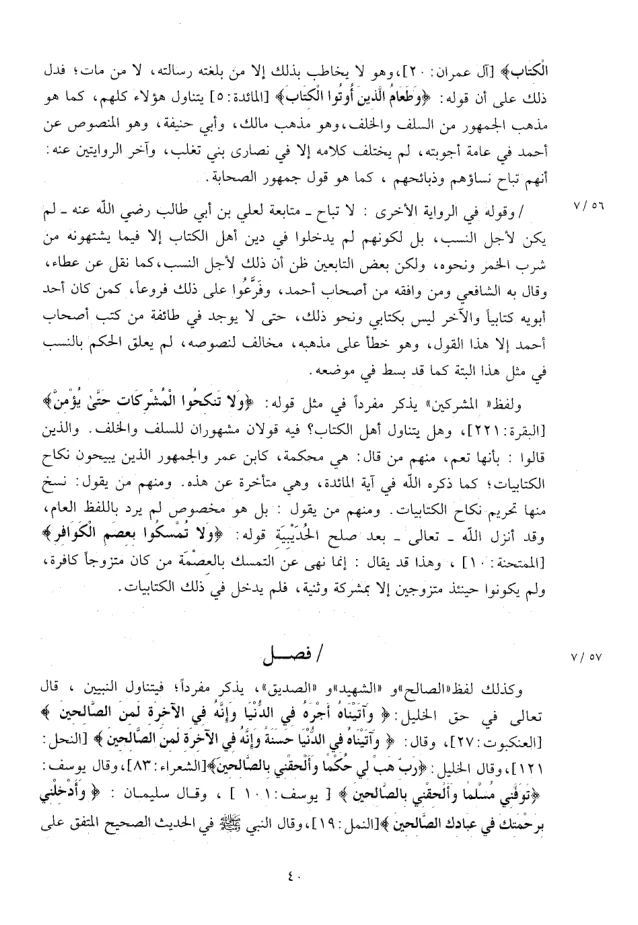 الْكِتَابَ﴾ [آل عمران: ٢٠]،وهو لا يخاطب بذلك إلا من بلغته رسالته، لا من مات؛ فدل
ذلك على أن قوله: ﴿وَطَعَامُ الَّذِينَ أُوتُوا الْكِتَابَ﴾ [المائدة: ٥] يتناول هؤلاء كلهم، كما هو
مذهب الجمهور من السلف والخلف،وهو مذهب مالك، وأبي حنيفة، وهو المنصوص عن
أحمد في عامة أجوبته، لم يختلف كلامه إلا في نصارى بني تغلب، وآخر الروايتين عنه:
أنهم تباح نساؤهم وذبائحهم ، كما هو قول جمهور الصحابة.
٧/٥٦
/ وقوله في الرواية الأخرى : لا تباح ـ متابعة لعلي بن أبي طالب رضي الله عنه ـ لم
يكن لأجل النسب، بل لكونهم لم يدخلوا في دين أهل الكتاب إلا فيما يشتهونه من
شرب الخمر ونحوه، ولكن بعض التابعين ظن أن ذلك لأجل النسب،كما نقل عن عطاء،
وقال به الشافعي ومن وافقه من أصحاب أحمد، وفَرَّعُوا على ذلك فروعاً، كمن كان أحد
أبويه كتابياً والآخر ليس بكتابي ونحو ذلك، حتى لا يوجد في طائفة من كتب أصحاب
أحمد إلا هذا القول، وهو خطأ على مذهبه، مخالف لنصوصه، لم يعلق الحكم بالنسب
في مثل هذا البتة كما قد بسط في موضعه.
ولفظ« المشركين» يذكر مفرداً في مثل قوله: ﴿وَلا تَنكِحُوا الْمُشْرِكَاتِ حَتَّىٰ يُؤْمِنَّ﴾
[البقرة: ٢٢١]، وهل يتناول أهل الكتاب؟ فيه قولان مشهوران للسلف والخلف. والذين
قالوا : بأنها تعم، منهم من قال: هي محكمة، كابن عمر والجمهور الذين يبيحون نكاح
الكتابيات؛ كما ذكره الله في آية المائدة، وهي متأخرة عن هذه. ومنهم من يقول: نسخ
منها تحريم نكاح الكتابيات. ومنهم من يقول : بل هو مخصوص لم يرد باللفظ العام،
وقد أنزل الله ـ تعالى ـ بعد صلح الحُدَيْبِيَة قوله: ﴿وَلا تُمْسِكُوا بِعِصَمِ الْكَوَافِرِ﴾
[الممتحنة: ١٠] ، وهذا قد يقال : إنما نهى عن التمسك بالعِصْمَة من كان متزوجاً كافرة،
ولم يكونوا حينئذ متزوجين إلا بمشركة وثنية، فلم يدخل في ذلك الكتابيات.
٧/٥٧
/ فصـل
وكذلك لفظ«الصالح»و «الشهيد»و «الصديق»، يذكر مفرداً؛ فيتناول النبيين ، قال
تعالى في حق الخليل: ﴿ وَآتَيْنَاهُ أَجْرَهُ فِي الدُّنْيَا وَإِنَّهُ فِي الآخِرَةِ لَمِنَ الصَّالِحِينَ ﴾
[العنكبوت: ٢٧]، وقال: ﴿ وَآتَيْنَاهُ فِي الدُّنْيَا حَسَنَةً وَإِنَّهُ فِي الآخِرَةِ لَمِنَ الصَّالِحِينَ ﴾ [النحل:
١٢١]،وقال الخليل: ﴿رَبِّ هَبْ لِي حُكْمًا وَأَلْحِقْنِي بِالصَّالِحِينَ﴾[الشعراء: ٨٣]،وقال يوسف:
﴿تَوَفَّنِي مُسْلِمًا وَأَلْحِقْنِي بِالصَّالِحِينَ ﴾ [ يوسف: ١٠١ ] ، وقال سليمان : ﴿ وَأَدْخِلْنِي
بِرَحْمَتِكَ فِي عِبَادِكَ الصَّالِحِينَ ﴾[النمل: ١٩]،وقال النبي ﷺ في الحديث الصحيح المتفق على
٤٠